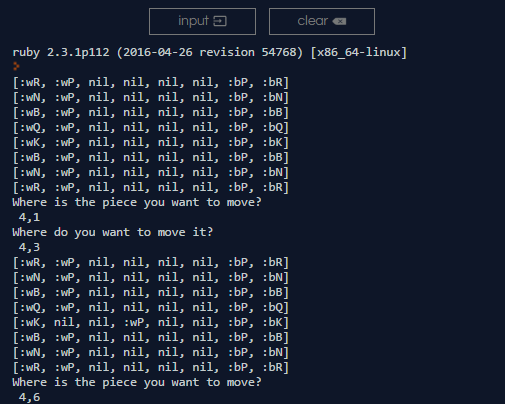 input clear
ruby 2.3.1p112 (2016-04-26 revision 54768) [x86_64-linux]
[:wR, :wP, nil, nil, nil, nil, :bP, :bR]
[:wN, :wP, nil, nil, nil, nil, :bP, :bN]
[:wB, :wP, nil, nil, nil, nil, :bP, :bB]
[:wQ, :wP, nil, nil, nil, nil, :bP, :bQ]
[:wK, :wP, nil, nil, nil, nil, :bP, :bK]
[:wB, :wP, nil, nil, nil, nil, :bP, :bB]
[:wN, :wP, nil, nil, nil, nil, :bP, :bN]
[:wR, :wP, nil, nil, nil, nil, :bP, :bR]
Where is the piece you want to move?
4,1
Where do you want to move it?
4,3
[:wR, :wP, nil, nil, nil, nil, :bP, :bR]
[:wN, :wP, nil, nil, nil, nil, :bP, :bN]
[:wB, :wP, nil, nil, nil, nil, :bP, :bB]
[:wQ, :wP, nil, nil, nil, nil, :bP, :bQ]
[:wK, nil, nil, :wP, nil, nil, :bP, :bK]
[:wB, :wP, nil, nil, nil, nil, :bP, :bB]
[:wN, :wP, nil, nil, nil, nil, :bP, :bN]
[:wR, :wP, nil, nil, nil, nil, :bP, :bR]
Where is the piece you want to move?
4,6